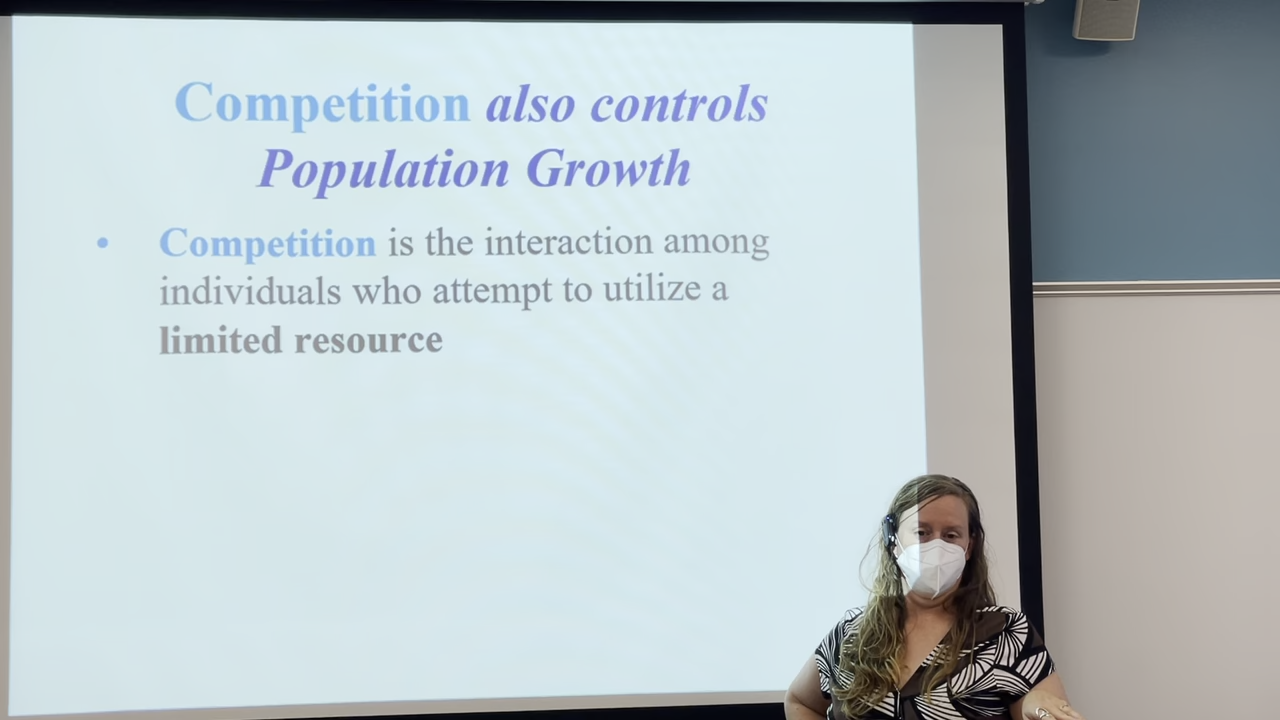 Competition also controls
Population Growth
• Competition is the interaction among
individuals who attempt to utilize a
limited resource